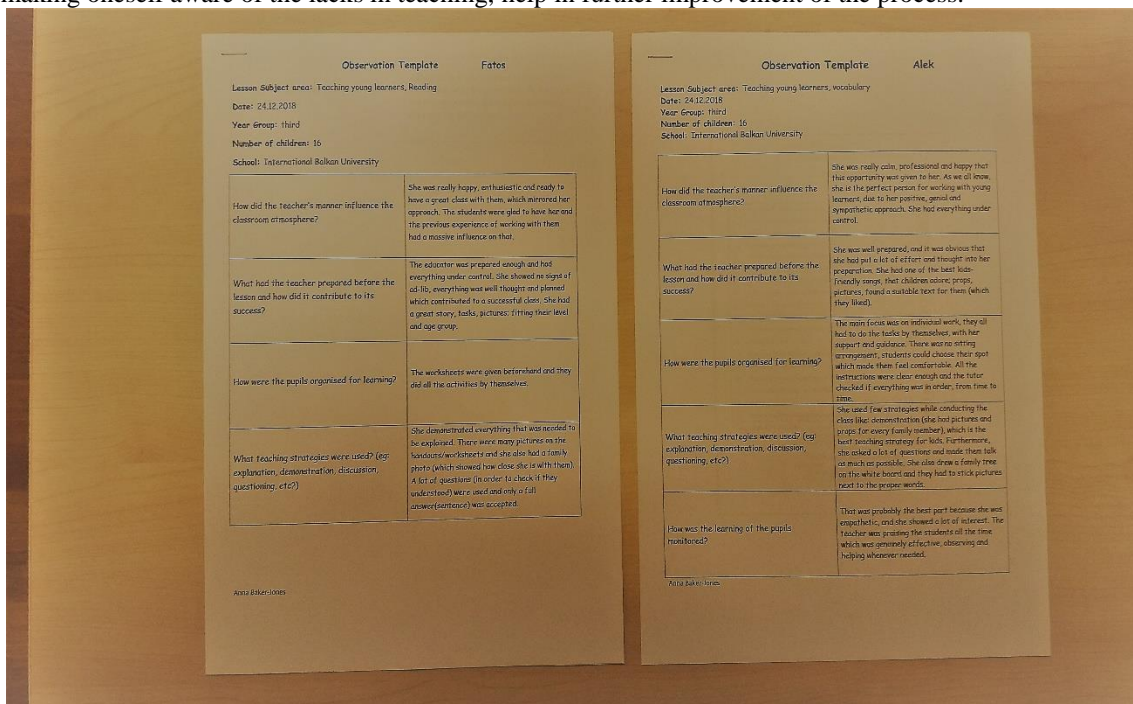 making oneself aware of the lacks in teaching, help in further improvement of the process.
Observation Template Fatos
Lesson Subject area: Teaching young learners, Reading
Date: 24.12.2018
Year Group: third
Number of children: 16
School: International Balkan University
How did the teacher's manner influence the
classroom atmosphere?
She was really happy, enthusiastic and ready to
have a great class with them, which mirrored her
approach. The students were glad to have her and
the previous experience of working with them
had a massive influence on that.
What had the teacher prepared before the
lesson and how did it contribute to its
success?
The educator was prepared enough and had
everything under control. She showed no signs of
ad-lib, everything was well thought and planned
which contributed to a successful class. She had
a great story, tasks, pictures; fitting their level
and age group.
How were the pupils organised for learning?
The worksheets were given beforehand and they
did all the activities by themselves.
What teaching strategies were used? (eg:
explanation, demonstration, discussion,
questioning, etc?)
She demonstrated everything that was needed to
be explained. There were many pictures on the
handouts/worksheets and she also had a family
photo (which showed how close she is with them).
A lot of questions (in order to check if they
understood) were used and only a full
answer(sentence) was accepted.
Anna Baker-Jones
Observation Template Alek
Lesson Subject area: Teaching young learners, vocabulary
Date: 24.12.2018
Year Group: third
Number of children: 16
School: International Balkan University
How did the teacher's manner influence the
classroom atmosphere?
She was really calm, professional and happy that
this opportunity was given to her. As we all know,
she is the perfect person for working with young
learners, due to her positive, genial and
sympathetic approach. She had everything under
control.
What had the teacher prepared before the
lesson and how did it contribute to its
success?
She was well prepared, and it was obvious that
she had put a lot of effort and thought into her
preparation. She had one of the best kids-
friendly songs, that children adore; props,
pictures, found a suitable text for them (which
they liked).
How were the pupils organised for learning?
The main focus was on individual work, they all
had to do the tasks by themselves, with her
support and guidance. There was no sitting
arrangement, students could choose their spot
which made them feel comfortable. All the
instructions were clear enough and the tutor
checked if everything was in order, from time to
time.
What teaching strategies were used? (eg:
explanation, demonstration, discussion,
questioning, etc?)
She used few strategies while conducting the
class like: demonstration (she had pictures and
props for every family member), which is the
best teaching strategy for kids. Furthermore,
she asked a lot of questions and made them talk
as much as possible. She also drew a family tree
on the white board and they had to stick pictures
next to the proper words.
How was the learning of the pupils
monitored?
That was probably the best part because she was
empathetic, and she showed a lot of interest. The
teacher was praising the students all the time
which was genuinely effective, observing and
helping whenever needed.
Anna Baker-Jones